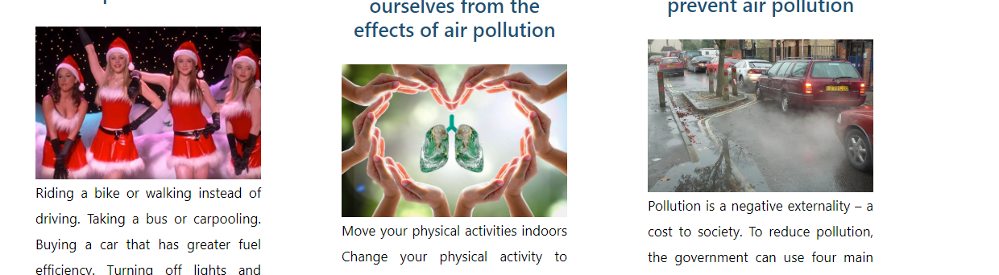 ourselves from the
effects of air pollution
prevent air pollution
Riding a bike or walking instead of
driving. Taking a bus or carpooling.
Buying a car that has greater fuel
efficiency. Turning off lights and
Move your physical activities indoors
Change your physical activity to
Pollution is a negative externality – a
cost to society. To reduce pollution,
the government can use four main